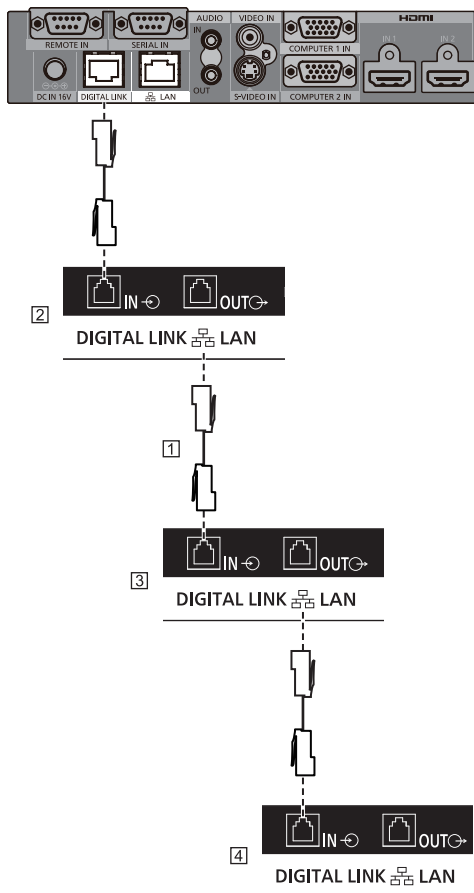 AUDIO VIDEO IN HDMI
REMOTE IN SERIAL IN IN COMPUTER 1 IN IN 1 IN 2
DC IN 16V DIGITAL LINK LAN OUT S-VIDEO IN COMPUTER 2 IN
IN OUT
2
DIGITAL LINK LAN
1
IN OUT
3
DIGITAL LINK LAN
IN OUT
4
DIGITAL LINK LAN